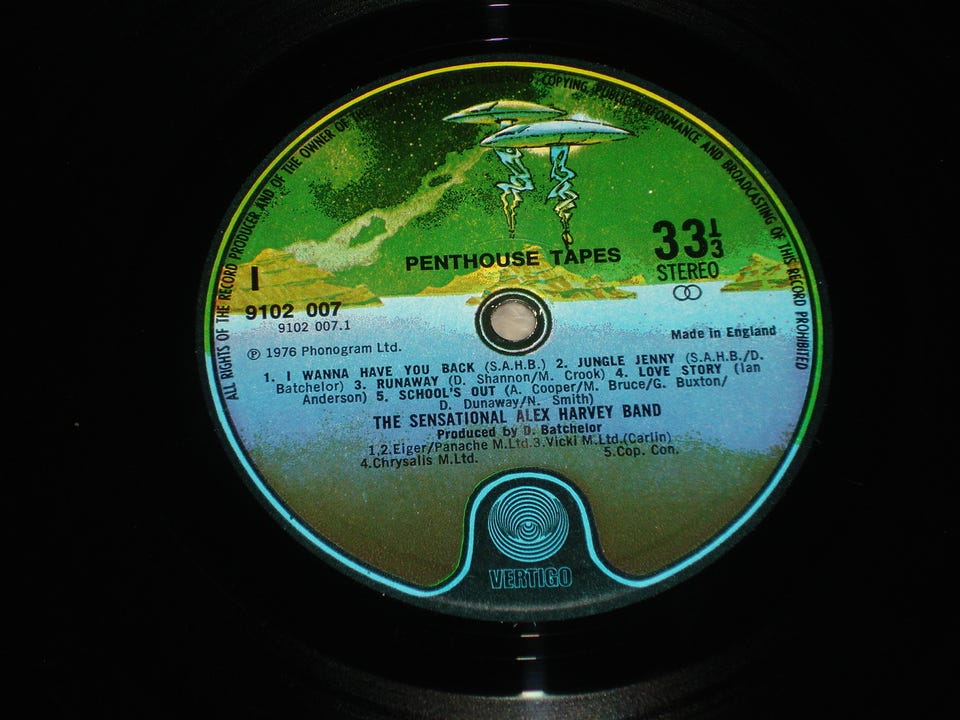 ALL RIGHTS OF THE RECORD PRODUCER AND OF THE OWNER OF THE RESERVED. COPYING, PUBLIC PERFORMANCE AND BROADCASTING OF THIS RECORD PROHIBITED
PENTHOUSE TAPES
33⅓
STEREO
1
9102 007
9102 007.1
Made in England
℗ 1976 Phonogram Ltd.
1. I WANNA HAVE YOU BACK (S.A.H.B.) 2. JUNGLE JENNY (S.A.H.B./D.
Batchelor) 3. RUNAWAY (D. Shannon/M. Crook) 4. LOVE STORY (Ian
Anderson) 5. SCHOOL'S OUT (A. Cooper/M. Bruce/G. Buxton/
D. Dunaway/N. Smith)
THE SENSATIONAL ALEX HARVEY BAND
Produced by D. Batchelor
1,2.Eiger/Panache M.Ltd.3.Vicki M.Ltd.(Carlin)
4.Chrysalis M.Ltd. 5.Cop. Con.
VERTIGO